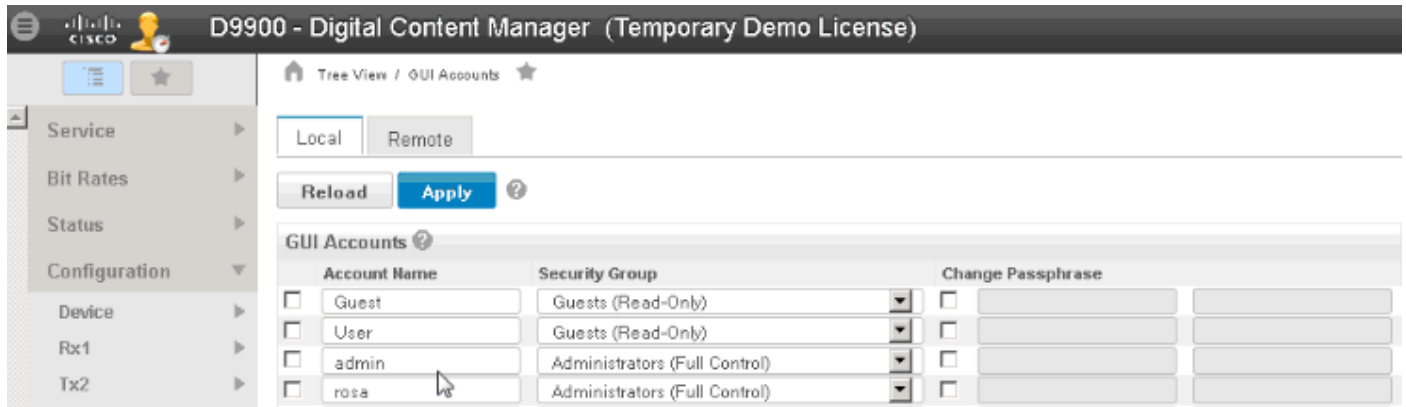 CISCO
D9900 - Digital Content Manager (Temporary Demo License)
Tree View / GUI Accounts
Service
Bit Rates
Status
Configuration
Device
Rx1
Tx2
Local Remote
Reload Apply ?
GUI Accounts ?
Account Name Security Group Change Passphrase
Guest Guests (Read-Only)
User Guests (Read-Only)
admin Administrators (Full Control)
rosa Administrators (Full Control)